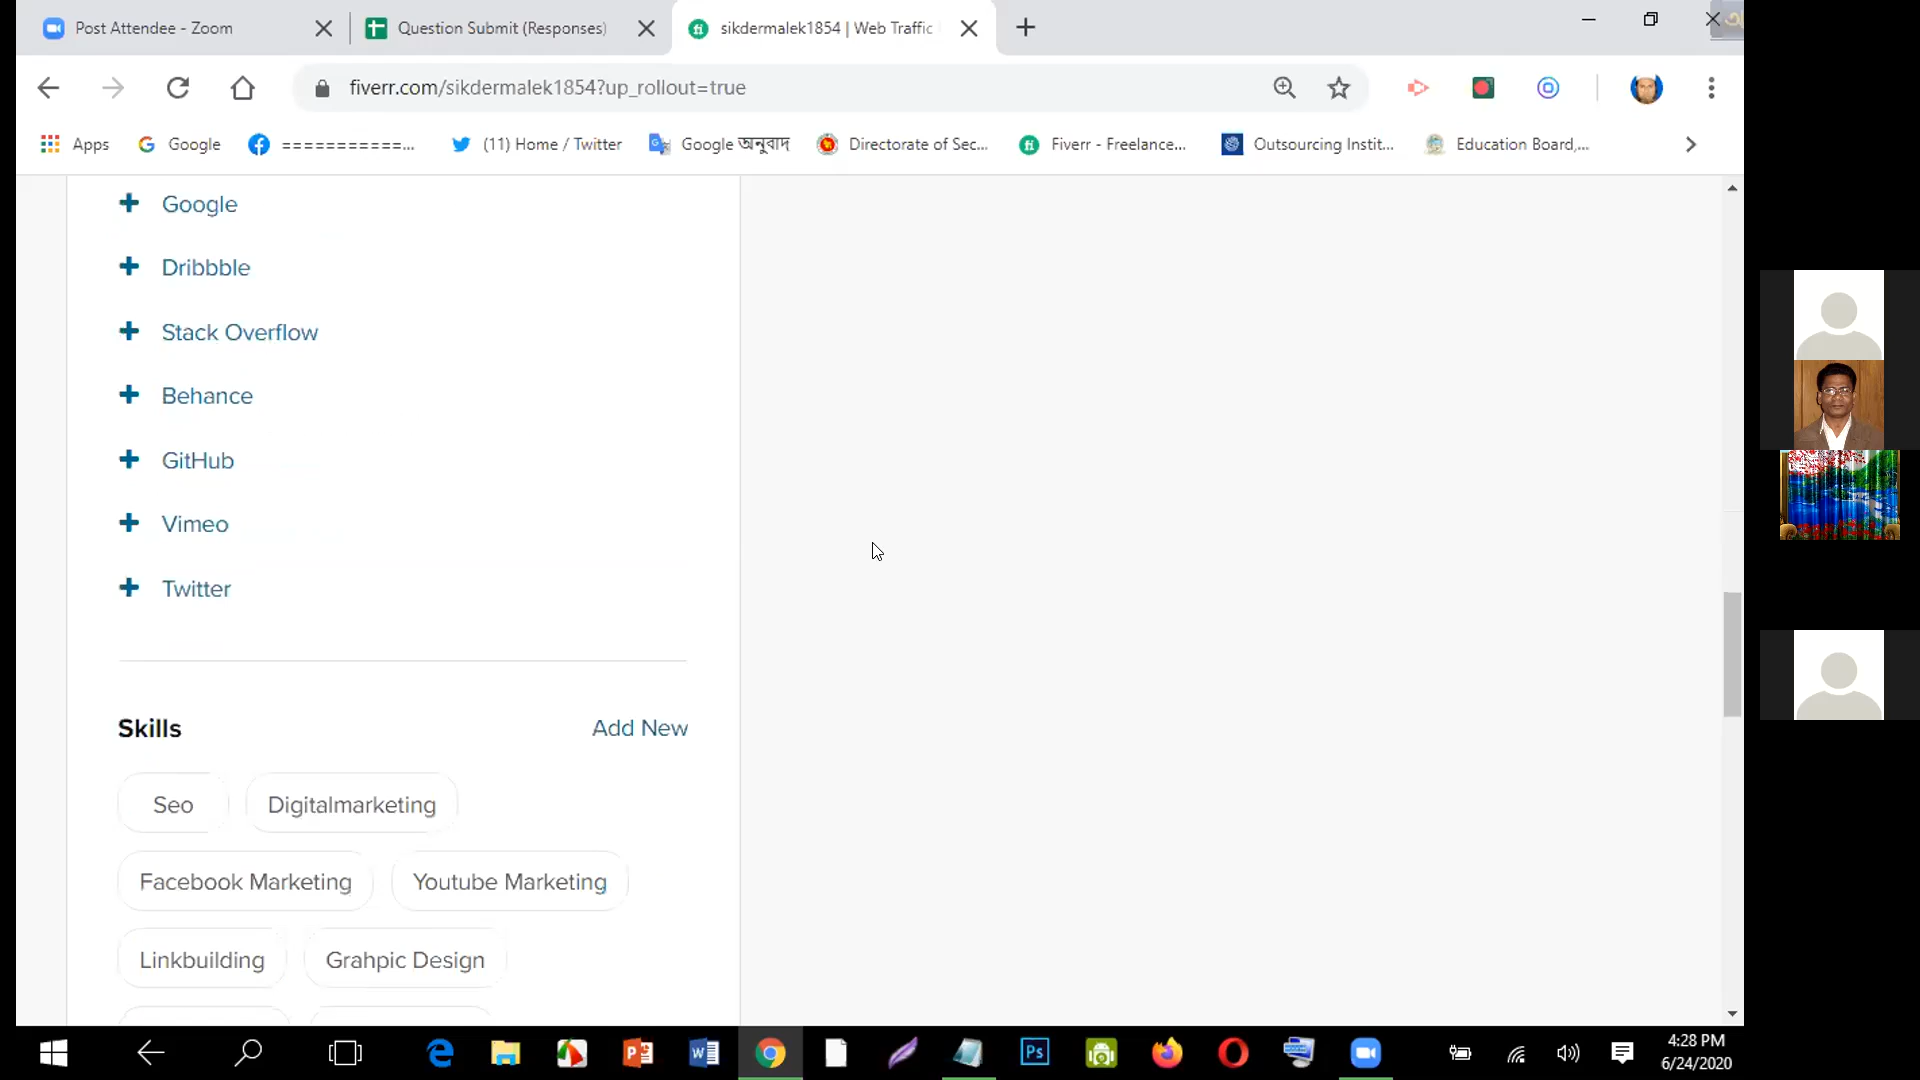 Post Attendee - Zoom
Question Submit (Responses)
sikdermalek1854 | Web Traffic
fiverr.com/sikdermalek1854?up_rollout=true
Apps
Google
============...
(11) Home / Twitter
Google অনুবাদ
Directorate of Sec...
Fiverr - Freelance...
Outsourcing Instit...
Education Board,...
Google
Dribbble
Stack Overflow
Behance
GitHub
Vimeo
Twitter
Skills
Add New
Seo
Digitalmarketing
Facebook Marketing
Youtube Marketing
Linkbuilding
Grahpic Design
4:28 PM
6/24/2020